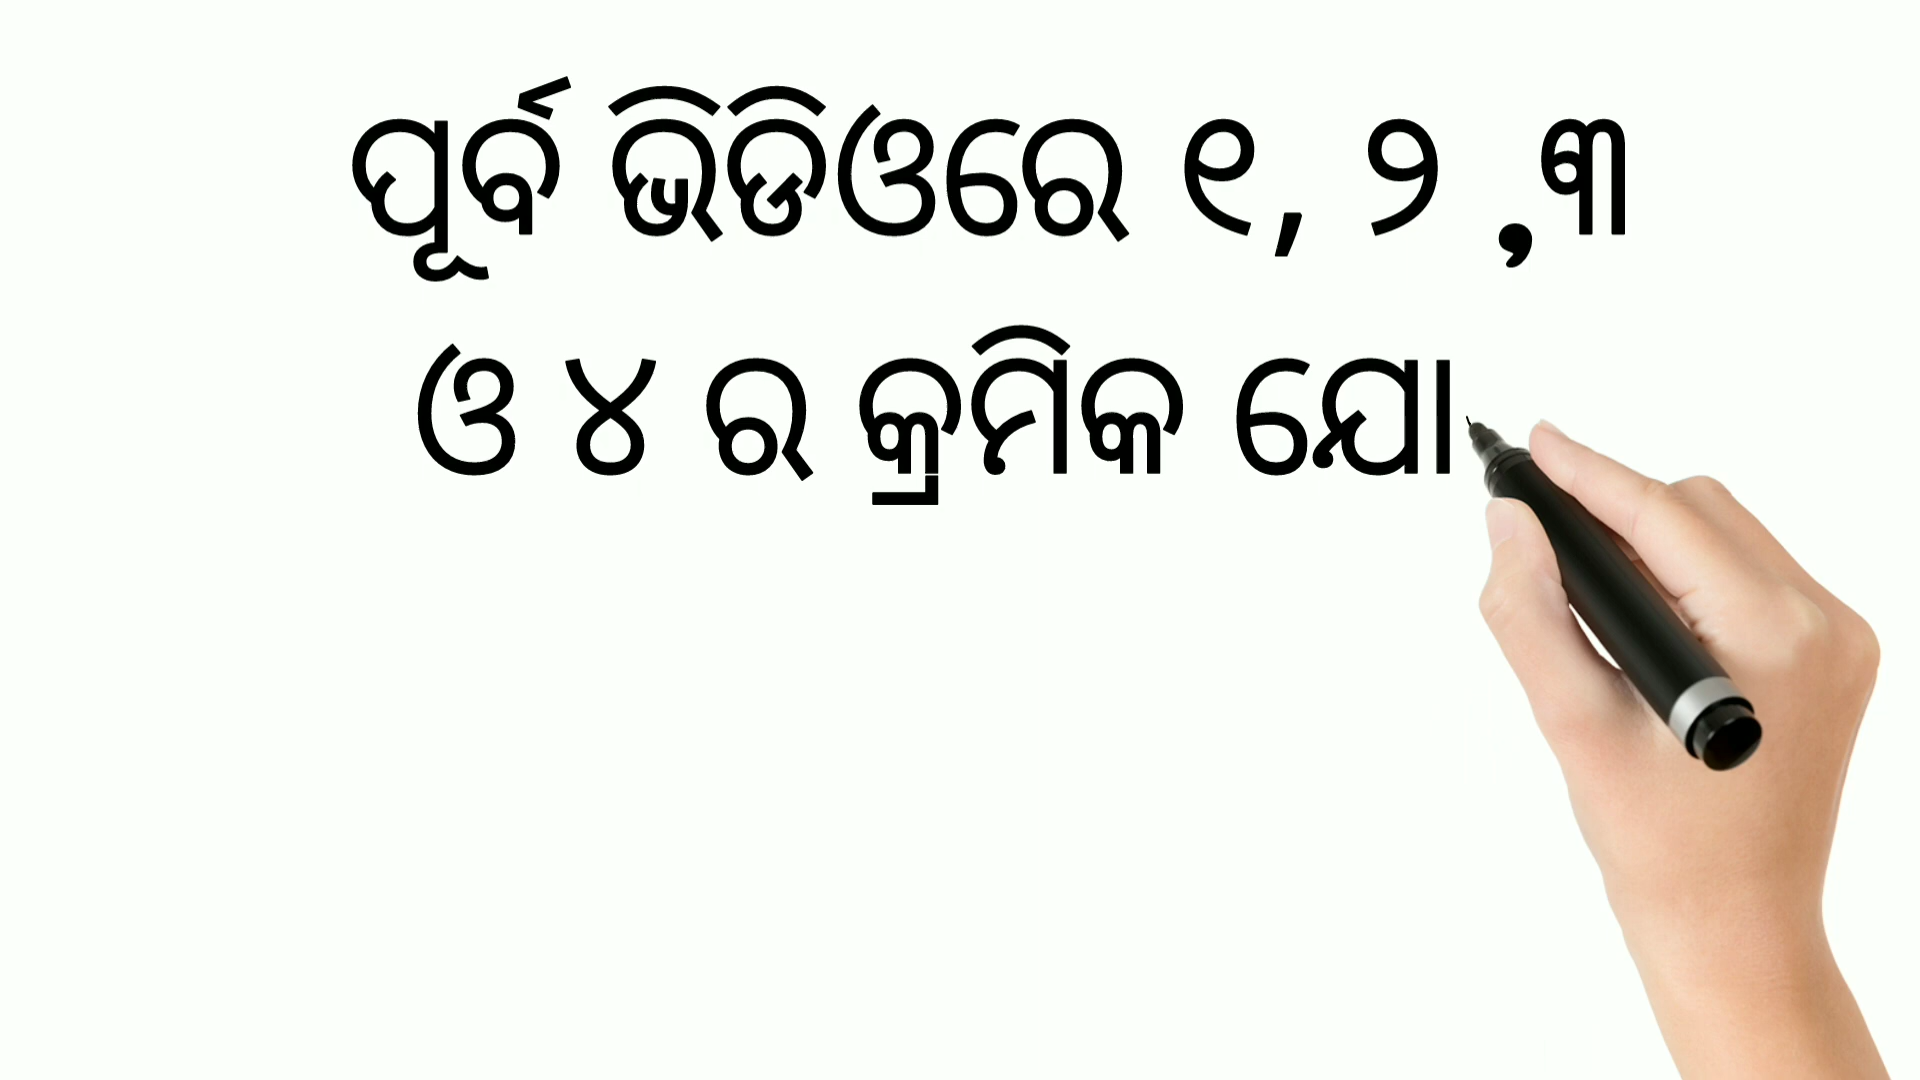 ପୂର୍ବ ଭିଡିଓରେ ୧, ୨ ,୩
ଓ ୪ ର କ୍ରମିକ ଯୋ